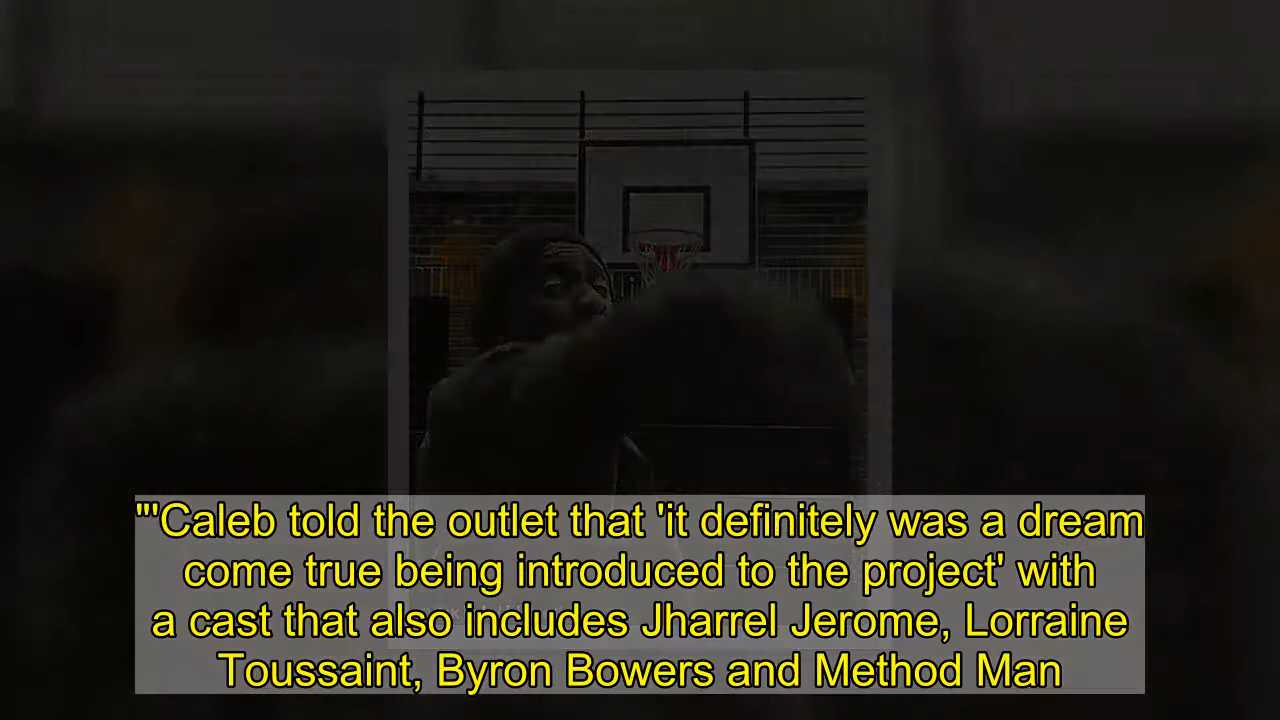 "'Caleb told the outlet that 'it definitely was a dream
come true being introduced to the project' with
a cast that also includes Jharrel Jerome, Lorraine
Toussaint, Byron Bowers and Method Man